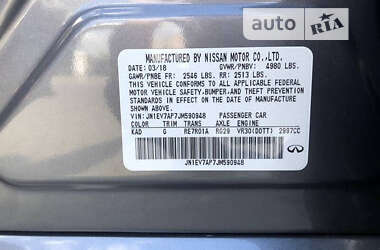 auto RIA
MANUFACTURED BY NISSAN MOTOR CO.,LTD.
DATE: 03/18 GVWR/PNBV: 4980 LBS.
GAWR/PNBE FR: 2546 LBS. RR: 2513 LBS.
THIS VEHICLE CONFORMS TO ALL APPLICABLE FEDERAL
MOTOR VEHICLE SAFETY,BUMPER,AND THEFT PREVENTION
STANDARDS IN EFFECT ON THE DATE OF MANUFACTURE
SHOWN ABOVE.
VIN: JN1EV7AP7JM590948 PASSENGER CAR
COLOR TRIM TRANS AXLE ENGINE
KAD G RE7R01A RG29 VR30(DDTT) 2997CC
JN1EV7AP7JM590948
INFINITI